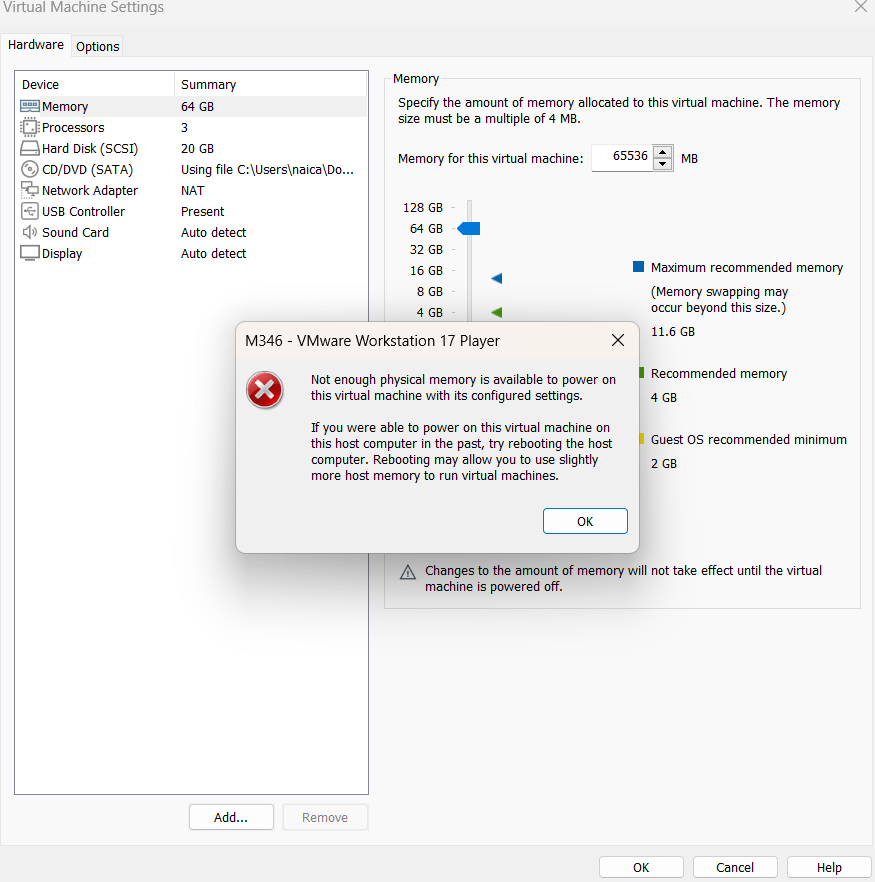 Virtual Machine Settings
Hardware
Options
Device Summary
Memory 64 GB
Processors 3
Hard Disk (SCSI) 20 GB
CD/DVD (SATA) Using file C:\Users\naica\Do...
Network Adapter NAT
USB Controller Present
Sound Card Auto detect
Display Auto detect
Add...
Remove
Memory
Specify the amount of memory allocated to this virtual machine. The memory
size must be a multiple of 4 MB.
Memory for this virtual machine: 65536 MB
128 GB
64 GB
32 GB
16 GB
8 GB
4 GB
Maximum recommended memory
(Memory swapping may
occur beyond this size.)
11.6 GB
Recommended memory
4 GB
Guest OS recommended minimum
2 GB
M346 - VMware Workstation 17 Player
Not enough physical memory is available to power on
this virtual machine with its configured settings.
If you were able to power on this virtual machine on
this host computer in the past, try rebooting the host
computer. Rebooting may allow you to use slightly
more host memory to run virtual machines.
OK
Changes to the amount of memory will not take effect until the virtual
machine is powered off.
OK
Cancel
Help